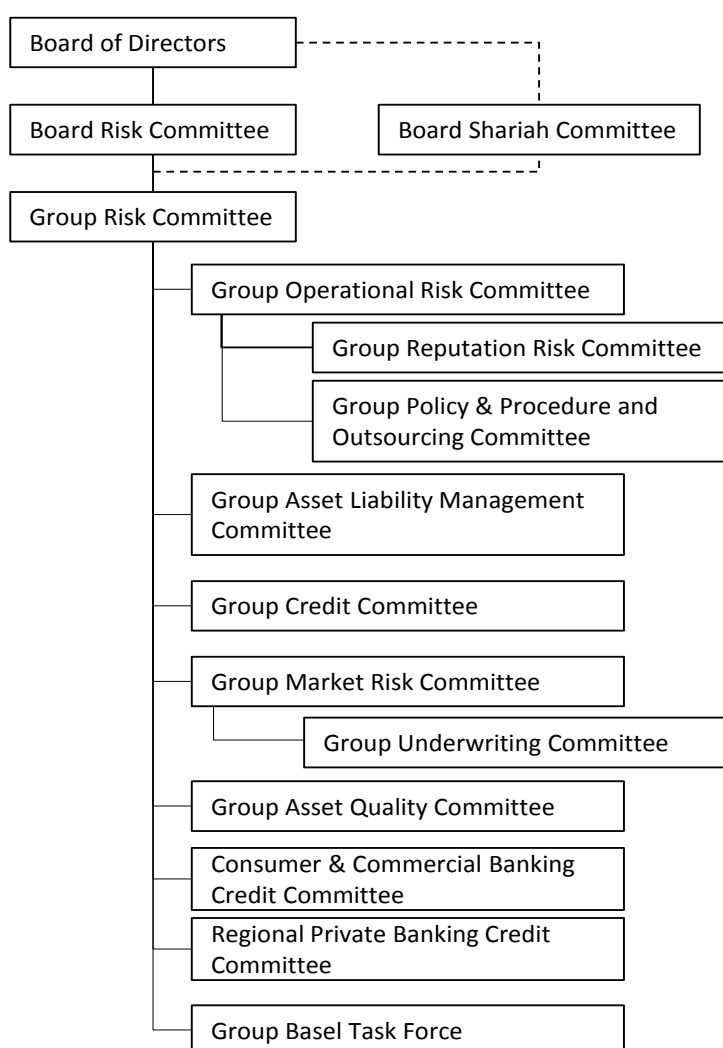 Board of Directors
Board Risk Committee
Board Shariah Committee
Group Risk Committee
Group Operational Risk Committee
Group Reputation Risk Committee
Group Policy & Procedure and
Outsourcing Committee
Group Asset Liability Management
Committee
Group Credit Committee
Group Market Risk Committee
Group Underwriting Committee
Group Asset Quality Committee
Consumer & Commercial Banking
Credit Committee
Regional Private Banking Credit
Committee
Group Basel Task Force